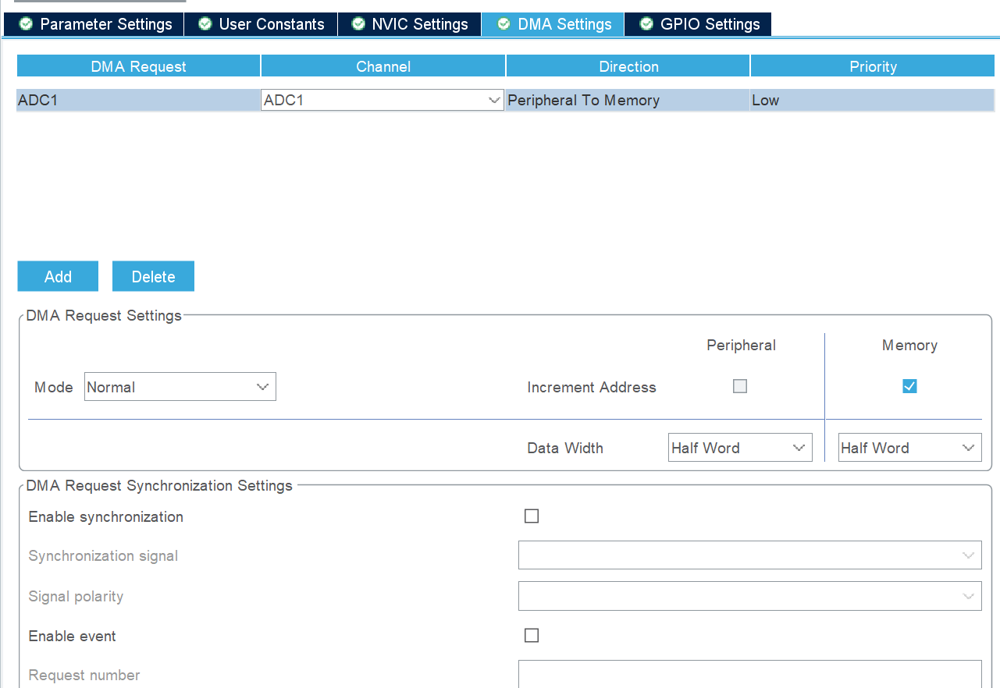 Parameter Settings User Constants NVIC Settings DMA Settings GPIO Settings
DMA Request Channel Direction Priority
ADC1 ADC1 Peripheral To Memory Low
Add Delete
DMA Request Settings
Peripheral Memory
Mode Normal Increment Address
Data Width Half Word Half Word
DMA Request Synchronization Settings
Enable synchronization
Synchronization signal
Signal polarity
Enable event
Request number